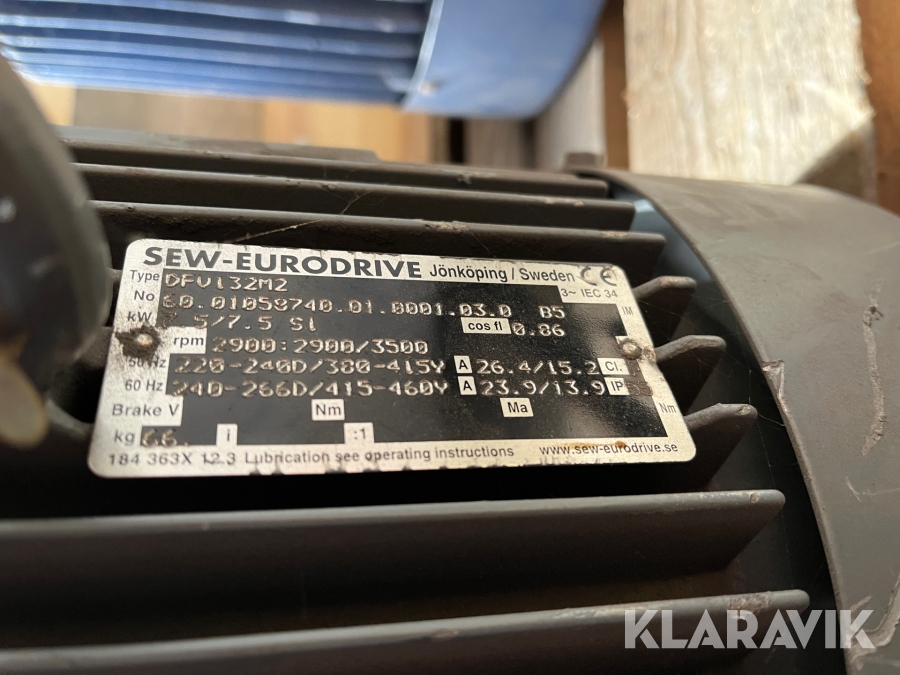 SEW-EURODRIVE Jönköping / Sweden CE
Type DFV132M2 3~ IEC 34
No 60.01058740.01.0001.03.0 B5 IM
kW 7.5/7.5 S1 cos fl 0.86
rpm 2900:2900/3500
50 Hz 220-240D/380-415Y A 26.4/15.2 Cl.
60 Hz 240-266D/415-460Y A 23.9/13.9 IP
Brake V Nm Ma Nm
kg 66. i :1
184 363X 12.3 Lubrication see operating instructions www.sew-eurodrive.se
KLARAVIK